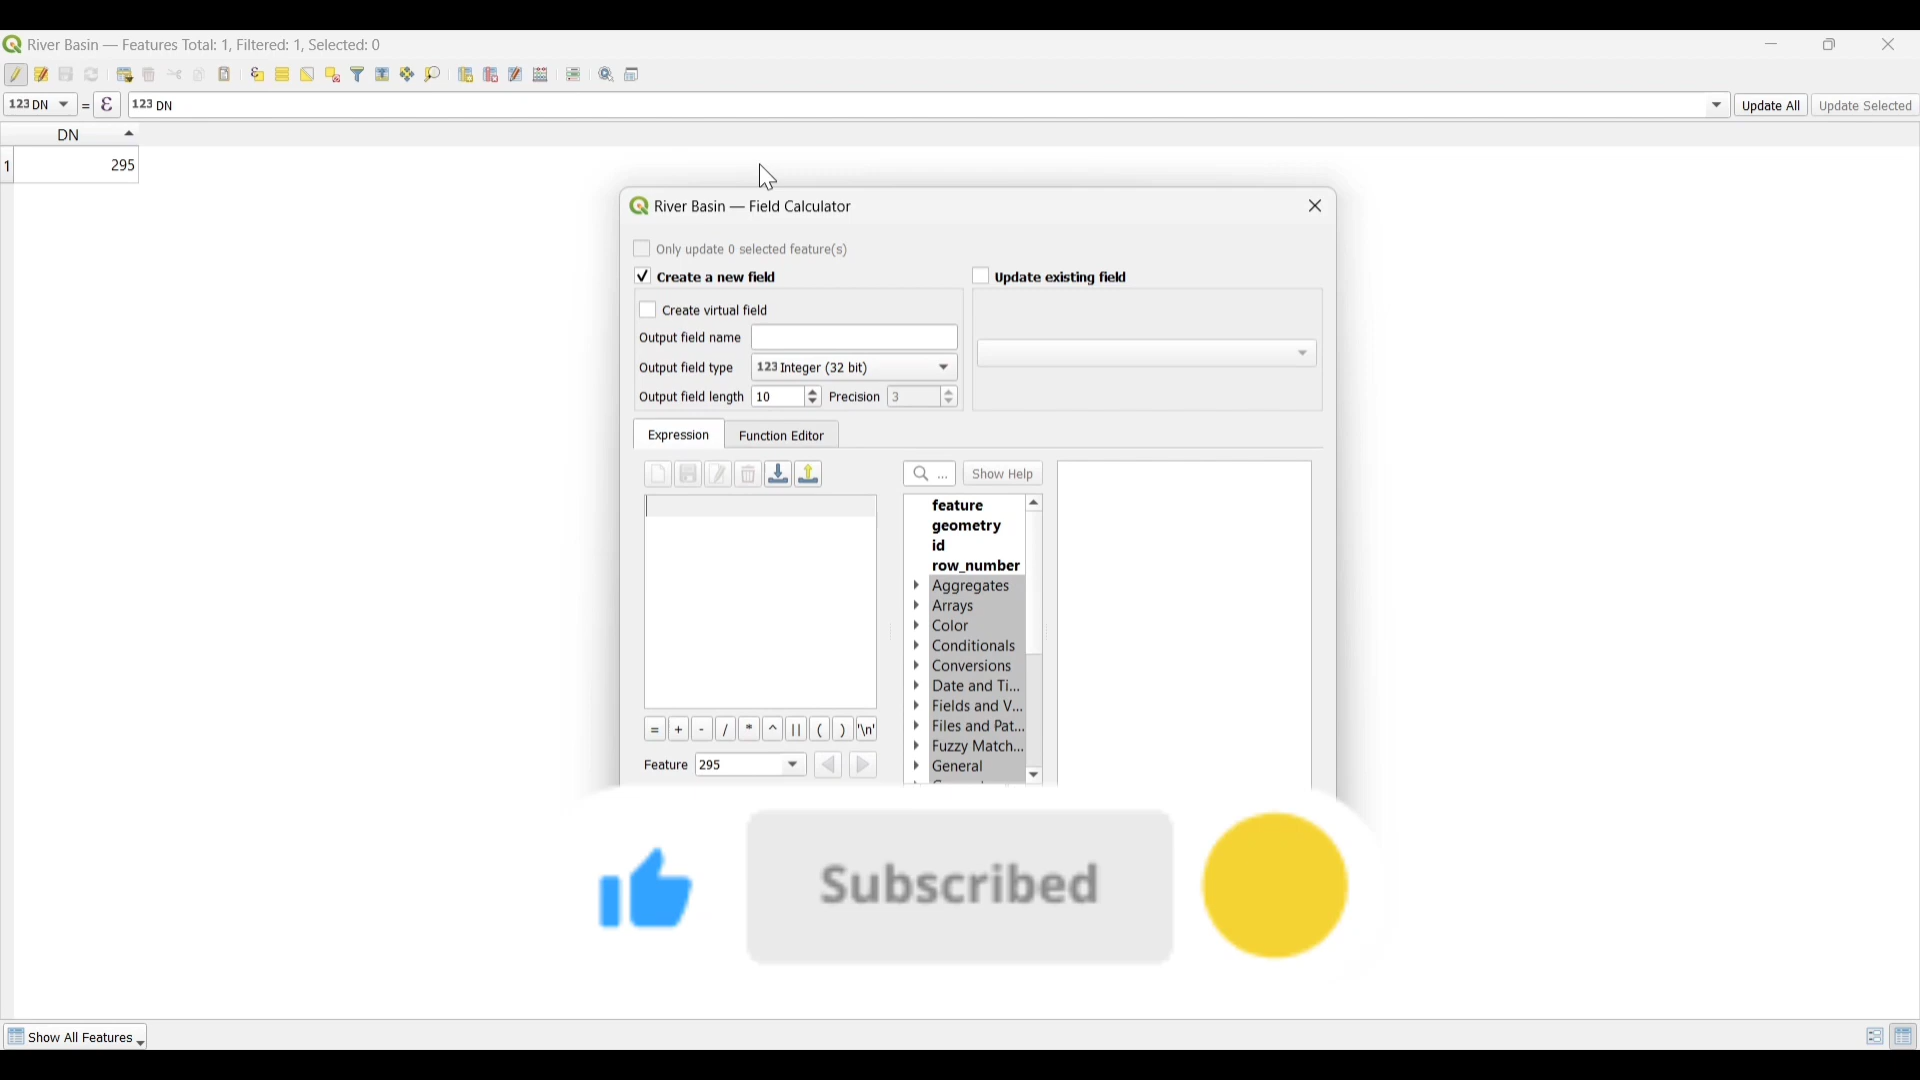 River Basin — Features Total: 1, Filtered: 1, Selected: 0
123 DN = ε 123 DN Update All Update Selected
DN
1 295
River Basin — Field Calculator
Only update 0 selected feature(s)
Create a new field Update existing field
Create virtual field
Output field name
Output field type 123 Integer (32 bit)
Output field length 10 Precision 3
Expression Function Editor
... Show Help
feature
geometry
id
row_number
Aggregates
Arrays
Color
Conditionals
Conversions
Date and Ti...
Fields and V...
Files and Pat...
Fuzzy Match...
General
= + - / * ^ || ( ) '\n'
Feature 295
Subscribed
Show All Features